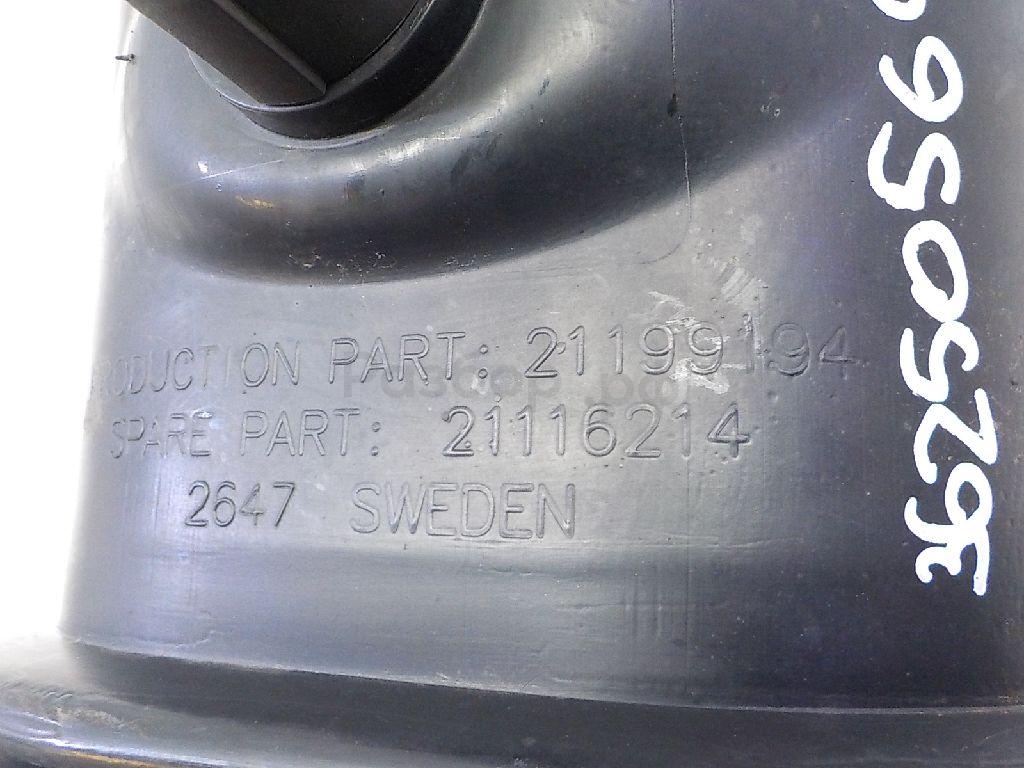 PRODUCTION PART: 21199194
SPARE PART: 21116214
2647 SWEDEN